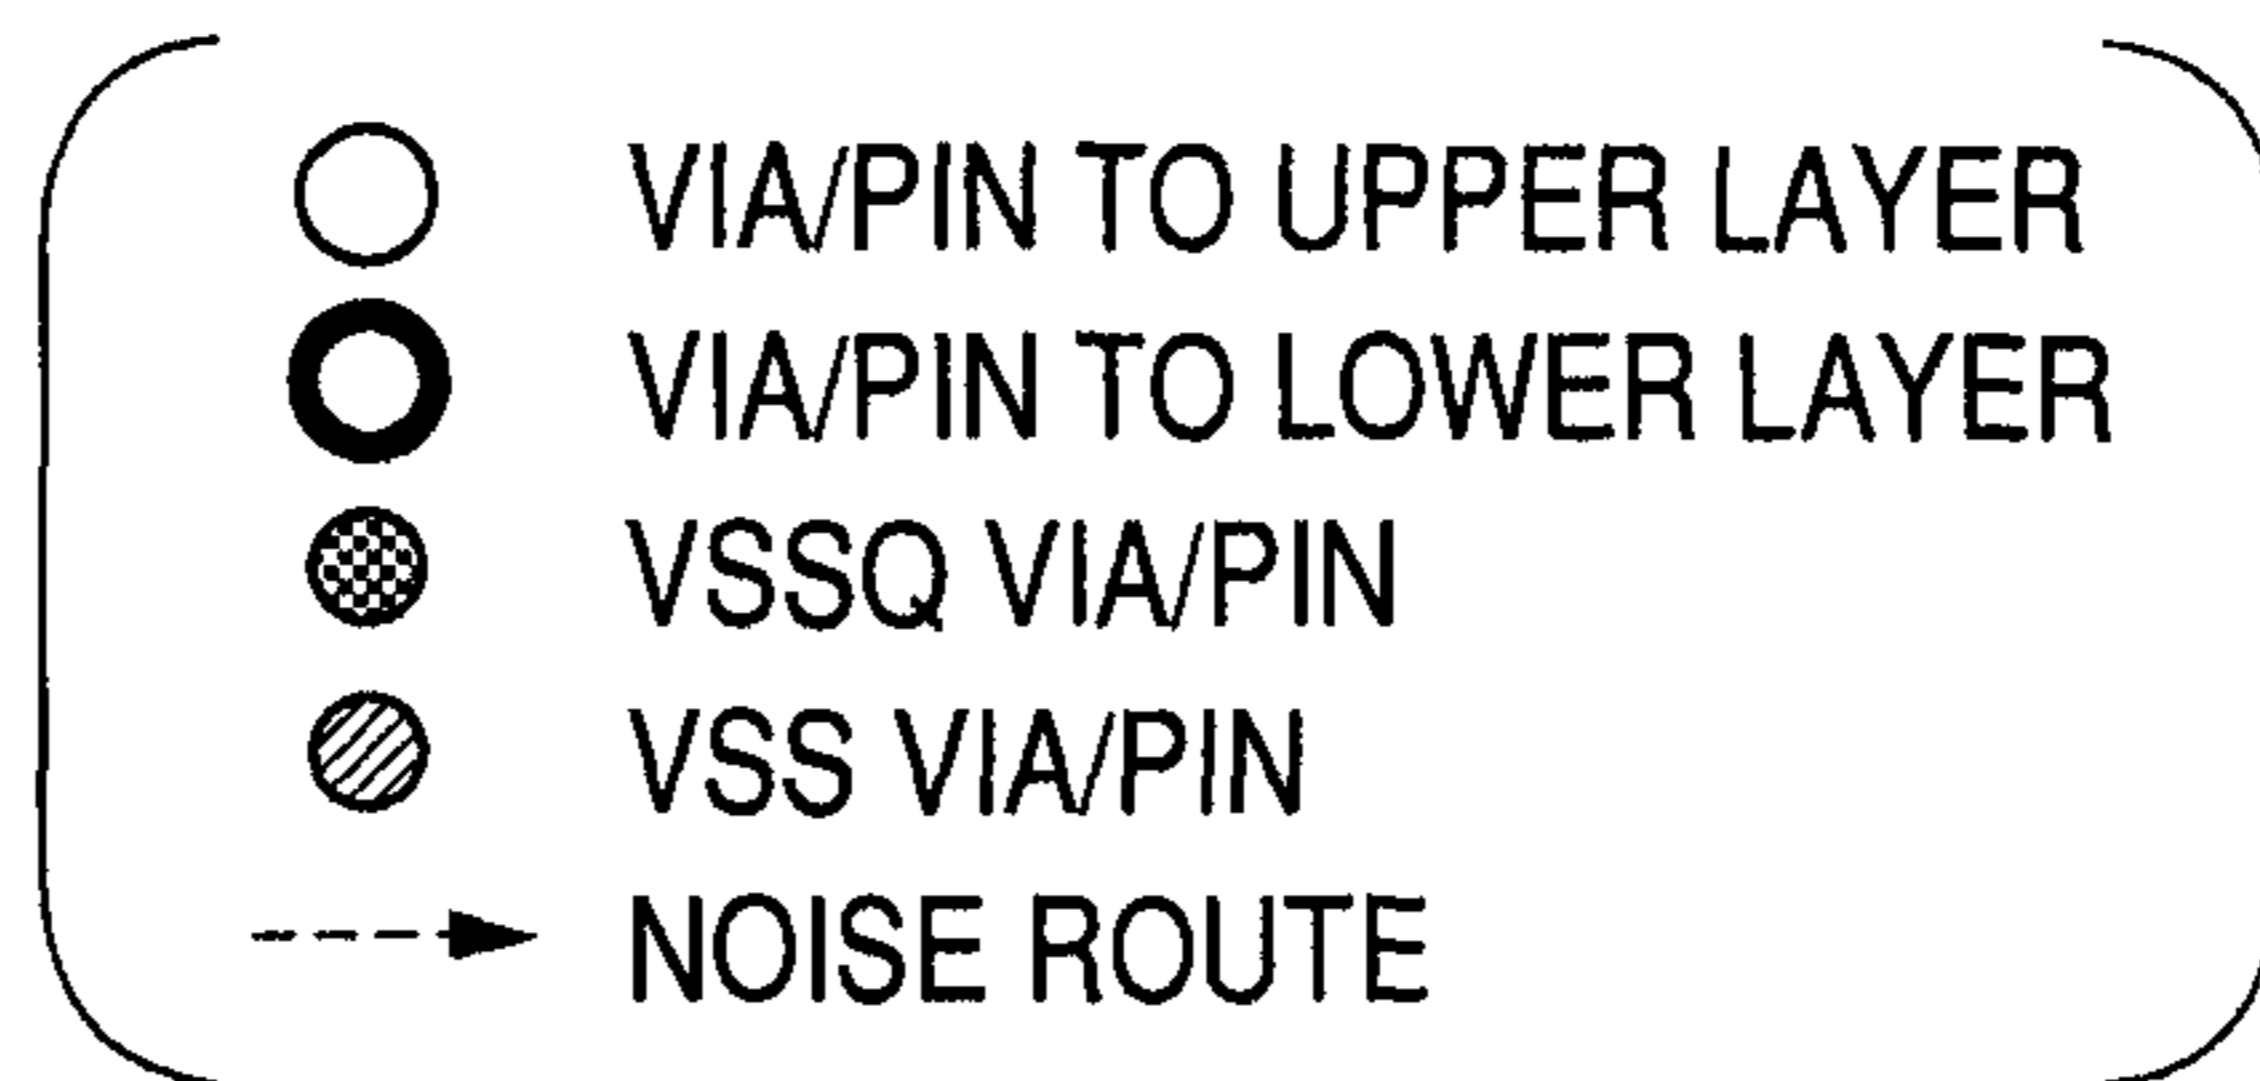 VIA/PIN TO UPPER LAYER
VIA/PIN TO LOWER LAYER
VSSQ VIA/PIN
VSS VIA/PIN
NOISE ROUTE